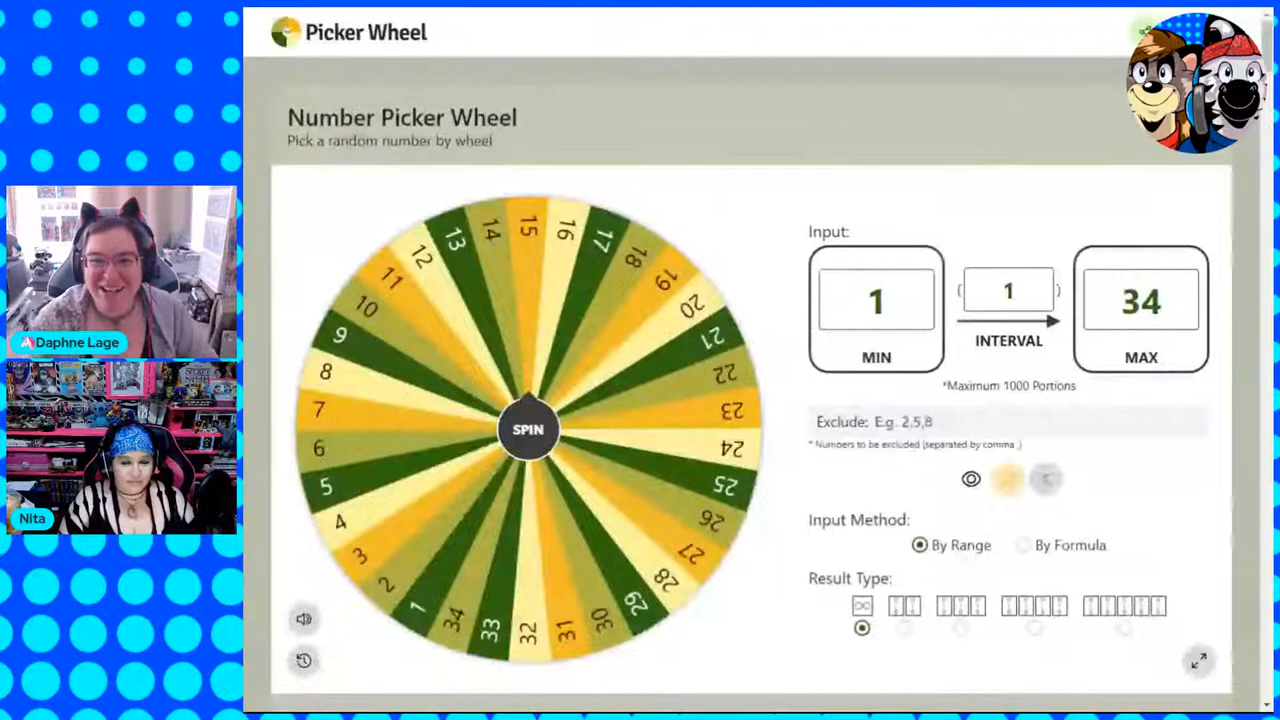 Picker Wheel
Number Picker Wheel
Pick a random number by wheel
1
2
3
4
5
6
7
8
9
10
11
12
13
14
15
16
17
18
19
20
21
22
23
24
25
26
27
28
29
30
31
32
33
34
SPIN
Input:
1
MIN
( 1 )
INTERVAL
34
MAX
*Maximum 1000 Portions
Exclude: E.g. 2,5,8
* Numbers to be excluded (separated by comma ,)
Input Method:
By Range
By Formula
Result Type:
Daphne Lage
Nita